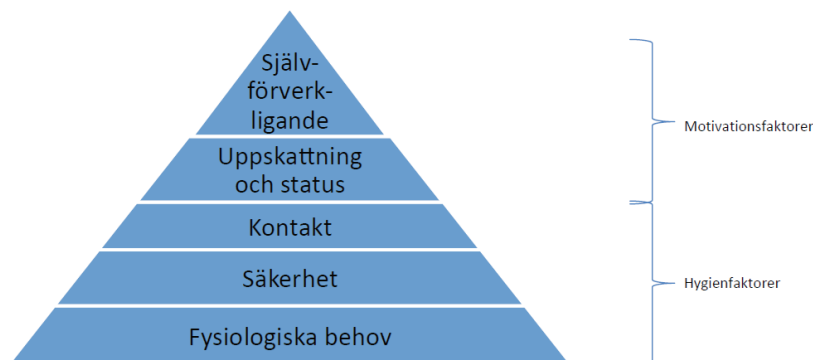 Själv-
förverk-
ligande
Uppskattning
och status
Kontakt
Säkerhet
Fysiologiska behov
Motivationsfaktorer
Hygienfaktorer